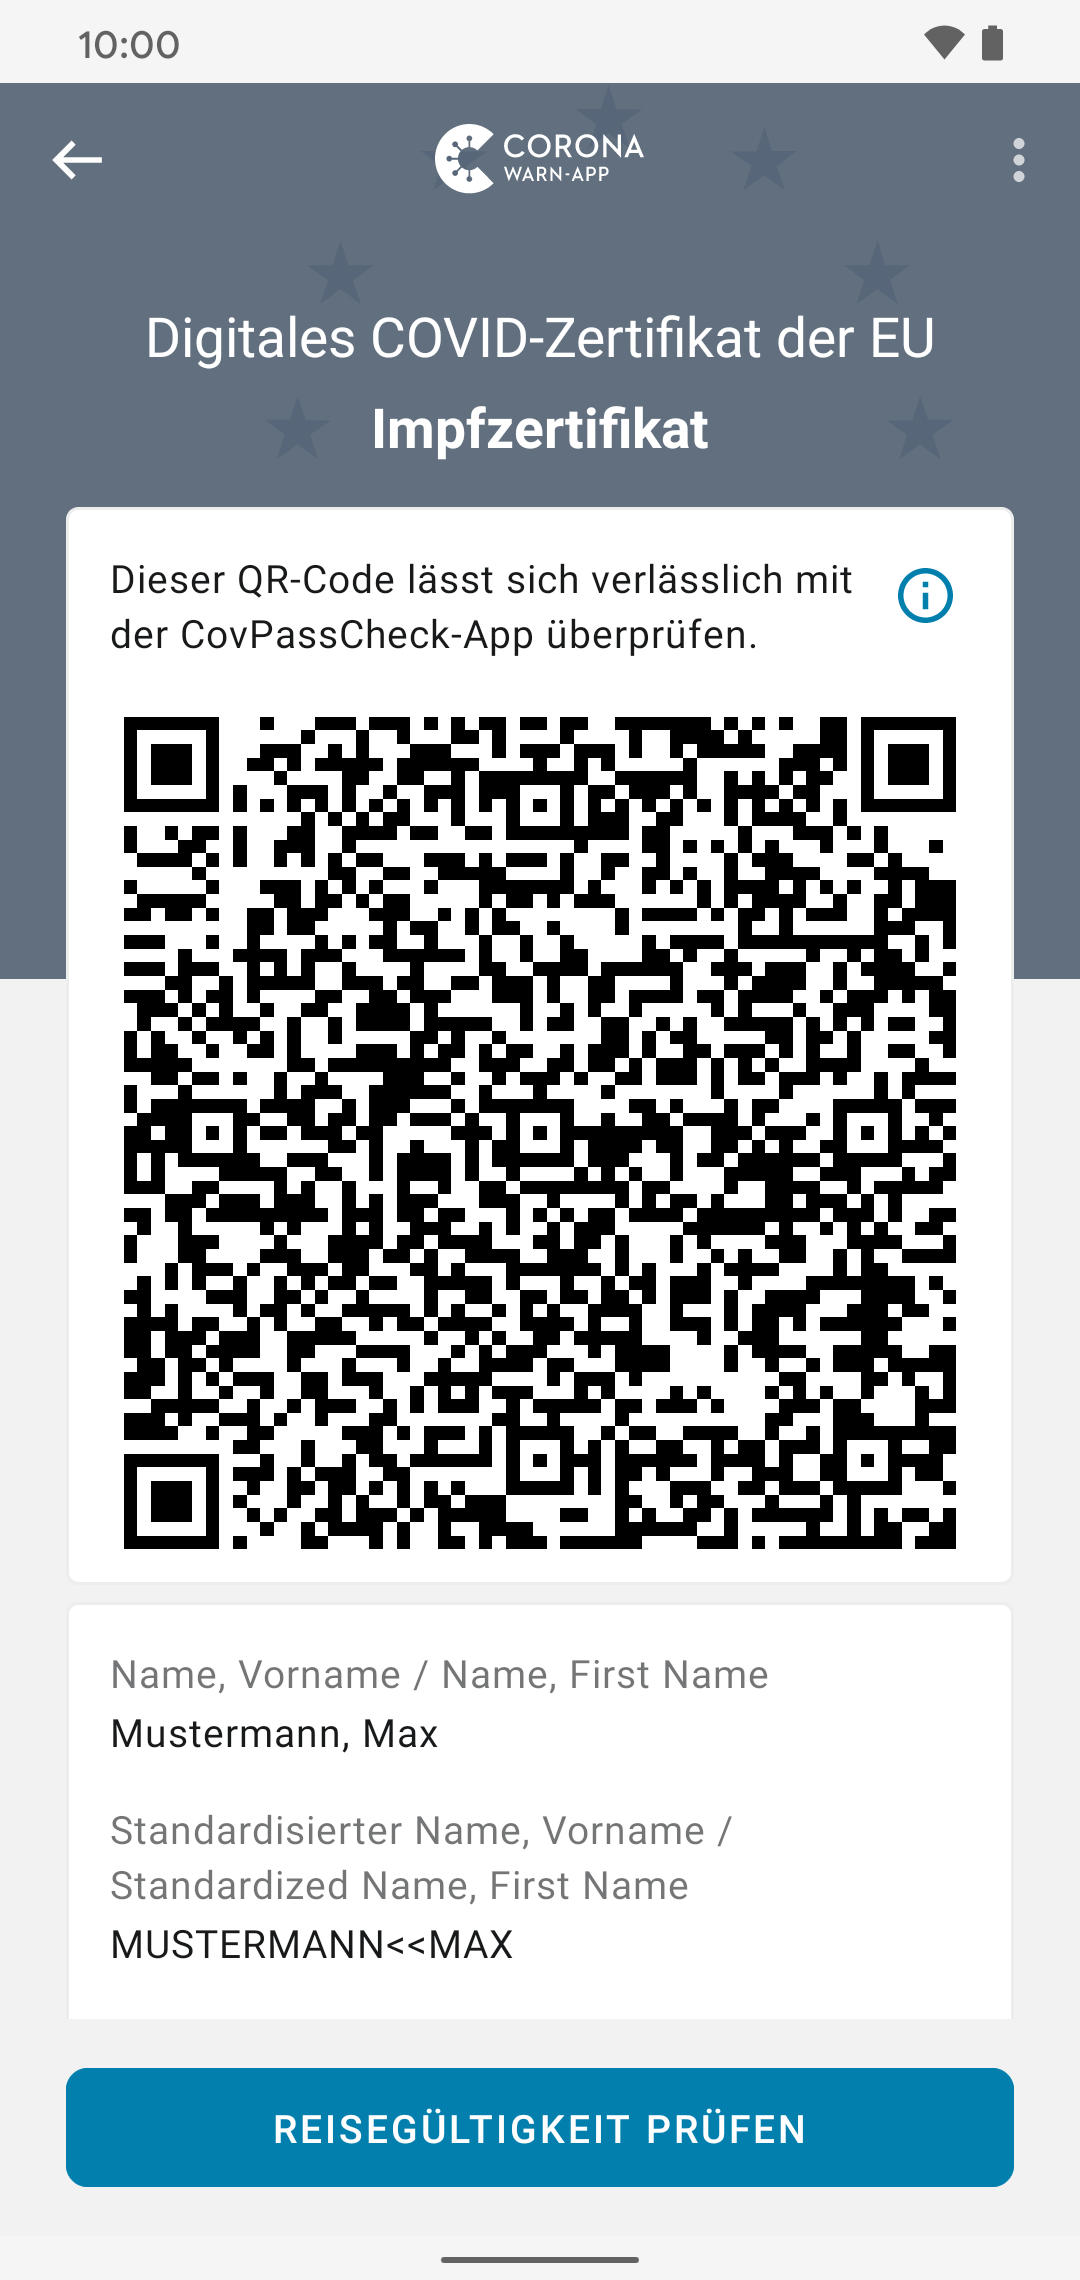 10:00
CORONA
WARN-APP
Digitales COVID-Zertifikat der EU
Impfzertifikat
Dieser QR-Code lässt sich verlässlich mit
der CovPassCheck-App überprüfen.
Name, Vorname / Name, First Name
Mustermann, Max
Standardisierter Name, Vorname /
Standardized Name, First Name
MUSTERMANN<<MAX
REISEGÜLTIGKEIT PRÜFEN